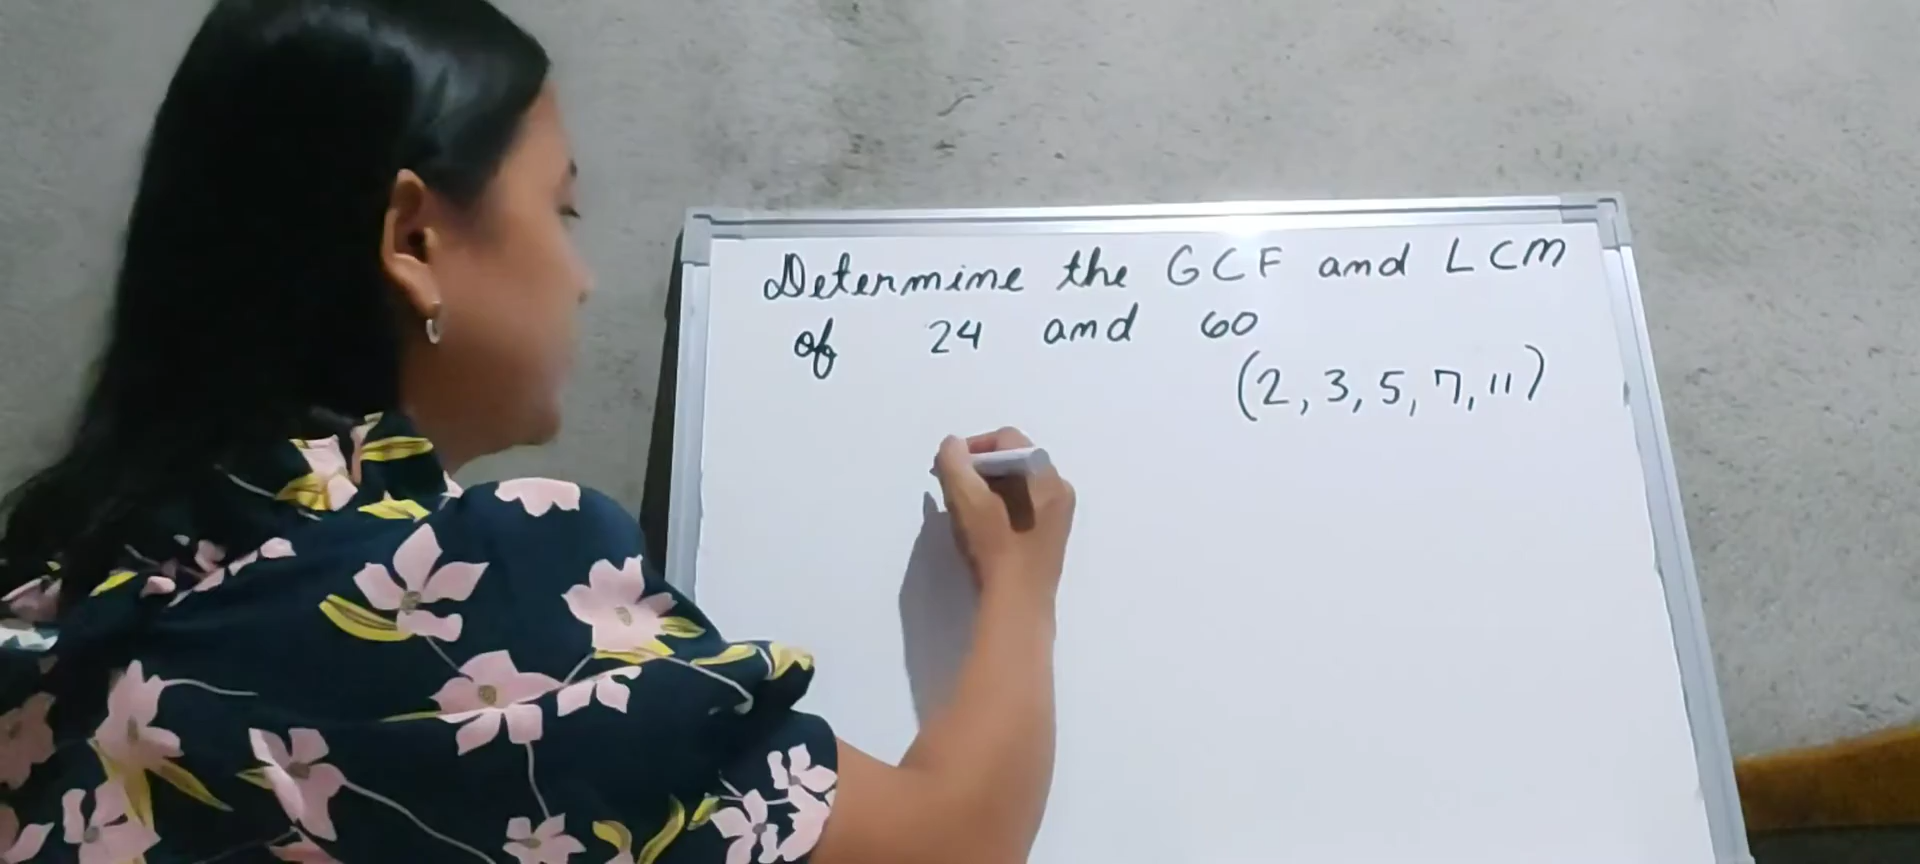 Determine the GCF and LCM
of 24 and 60
(2, 3, 5, 7, 11)